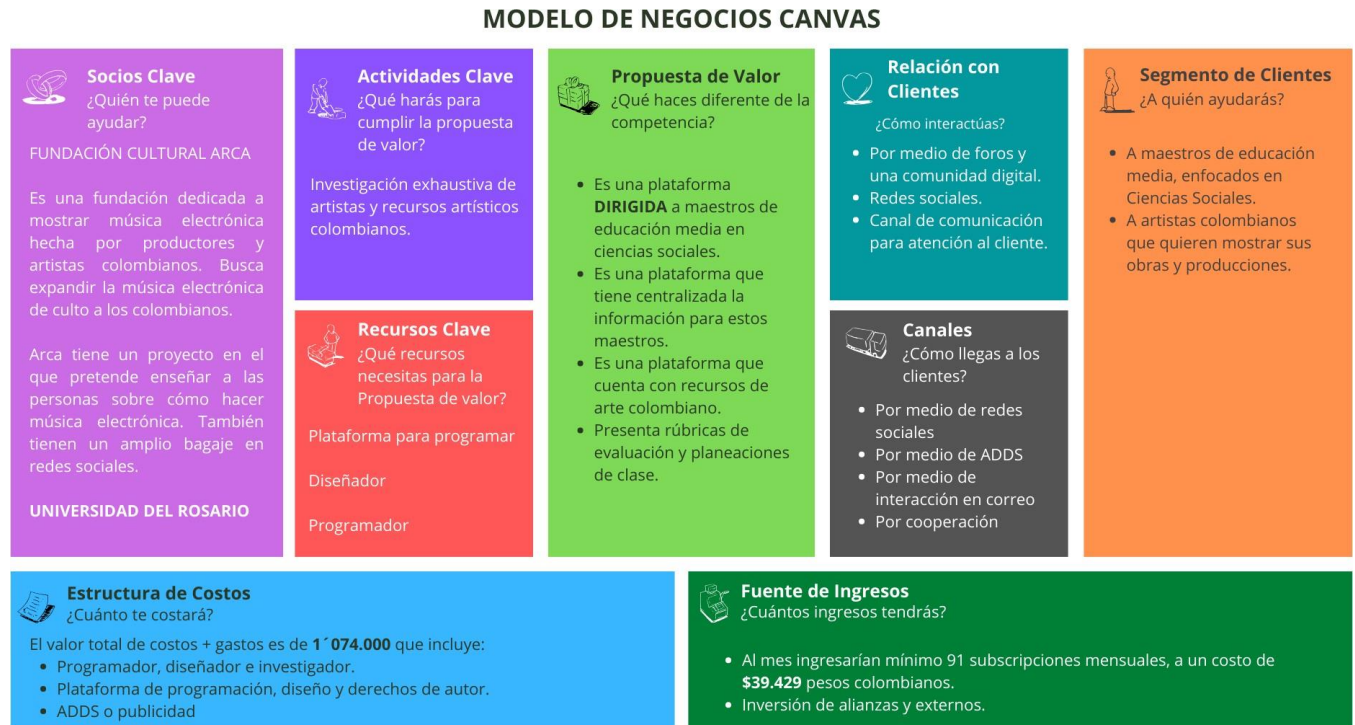 MODELO DE NEGOCIOS CANVAS
Socios Clave
¿Quién te puede
ayudar?
FUNDACIÓN CULTURAL ARCA
Es una fundación dedicada a
mostrar música electrónica
hecha por productores y
artistas colombianos. Busca
expandir la música electrónica
de culto a los colombianos.
Arca tiene un proyecto en el
que pretende enseñar a las
personas sobre cómo hacer
música electrónica. También
tienen un amplio bagaje en
redes sociales.
UNIVERSIDAD DEL ROSARIO
Actividades Clave
¿Qué harás para
cumplir la propuesta
de valor?
Investigación exhaustiva de
artistas y recursos artísticos
colombianos.
Recursos Clave
¿Qué recursos
necesitas para la
Propuesta de valor?
Plataforma para programar
Diseñador
Programador
Propuesta de Valor
¿Qué haces diferente de la
competencia?
• Es una plataforma
DIRIGIDA a maestros de
educación media en
ciencias sociales.
• Es una plataforma que
tiene centralizada la
información para estos
maestros.
• Es una plataforma que
cuenta con recursos de
arte colombiano.
• Presenta rúbricas de
evaluación y planeaciones
de clase.
Relación con
Clientes
¿Cómo interactúas?
• Por medio de foros y
una comunidad digital.
• Redes sociales.
• Canal de comunicación
para atención al cliente.
Canales
¿Cómo llegas a los
clientes?
• Por medio de redes
sociales
• Por medio de ADDS
• Por medio de
interacción en correo
• Por cooperación
Segmento de Clientes
¿A quién ayudarás?
• A maestros de educación
media, enfocados en
Ciencias Sociales.
• A artistas colombianos
que quieren mostrar sus
obras y producciones.
Estructura de Costos
¿Cuánto te costará?
El valor total de costos + gastos es de 1´074.000 que incluye:
• Programador, diseñador e investigador.
• Plataforma de programación, diseño y derechos de autor.
• ADDS o publicidad
Fuente de Ingresos
¿Cuántos ingresos tendrás?
• Al mes ingresarían mínimo 91 subscripciones mensuales, a un costo de
$39.429 pesos colombianos.
• Inversión de alianzas y externos.